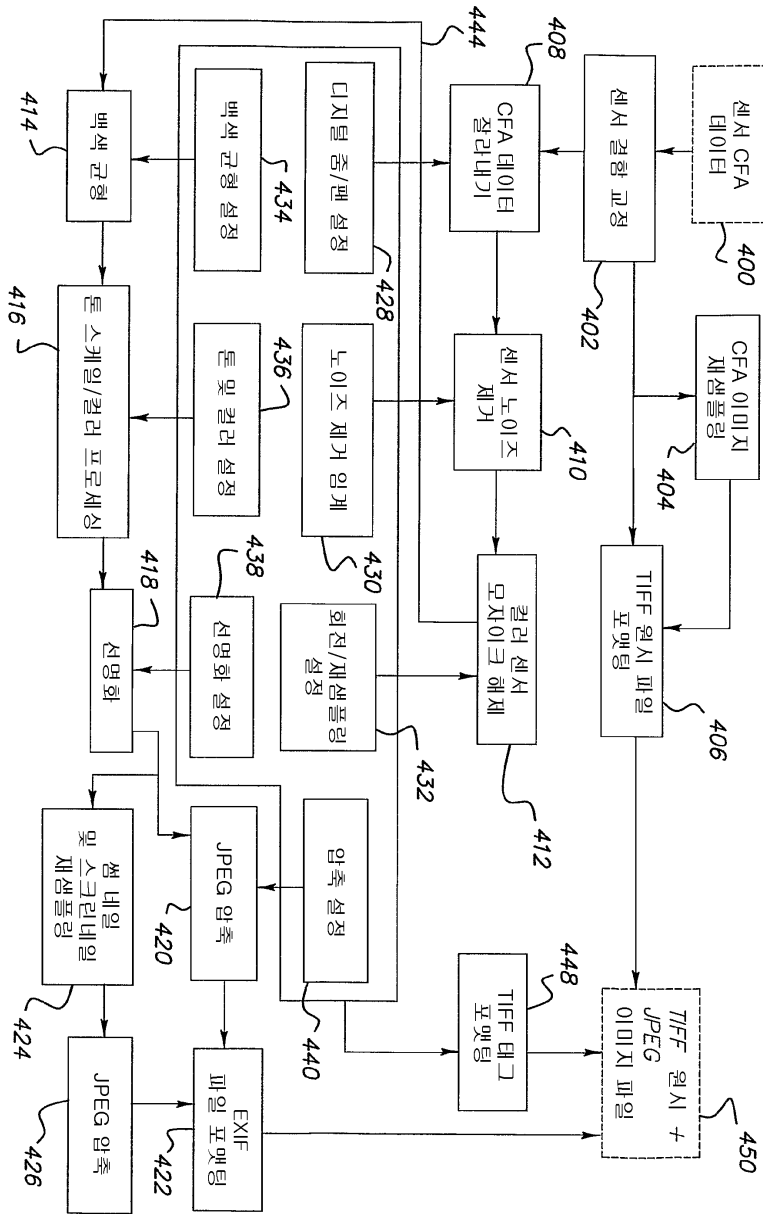 센서 CFA
데이터
400
센서 결함 교정
402
CFA 이미지
재샘플링
404
TIFF 원시 파일
포맷팅
406
TIFF 원시 +
JPEG
이미지 파일
450
408
CFA 데이터
잘라내기
센서 노이즈
제거
410
컬러 센서
모자이크 해제
412
448
TIFF 태그
포맷팅
444
디지털 줌/팬 설정
428
노이즈 제거 임계
430
회전/재샘플링
설정
432
압축 설정
440
백색 균형 설정
434
톤 및 컬러 설정
436
438
선명화 설정
JPEG 압축
420
EXIF
파일 포맷팅
422
414
백색 균형
416
톤 스케일/컬러 프로세싱
418
선명화
썸 네일
및 스크린네일
재샘플링
424
JPEG 압축
426